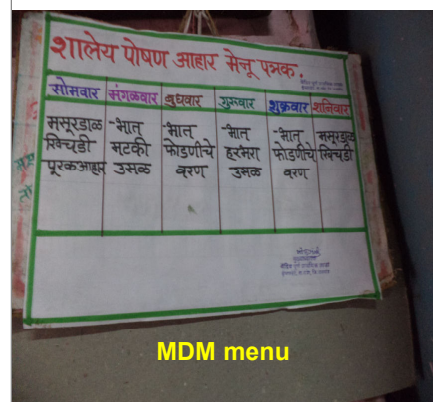 शालेय पोषण आहार मेनू पत्रक.
सोमवार मंगळवार बुधवार गुरुवार शुक्रवार शनिवार
मसूरडाळ -भात -भात -भात -भात मसूरडाळ
खिचडी मटकी फोडणीचे हरभरा फोडणीचे खिचडी
पूरकआहार उसळ वरण उसळ वरण
MDM menu